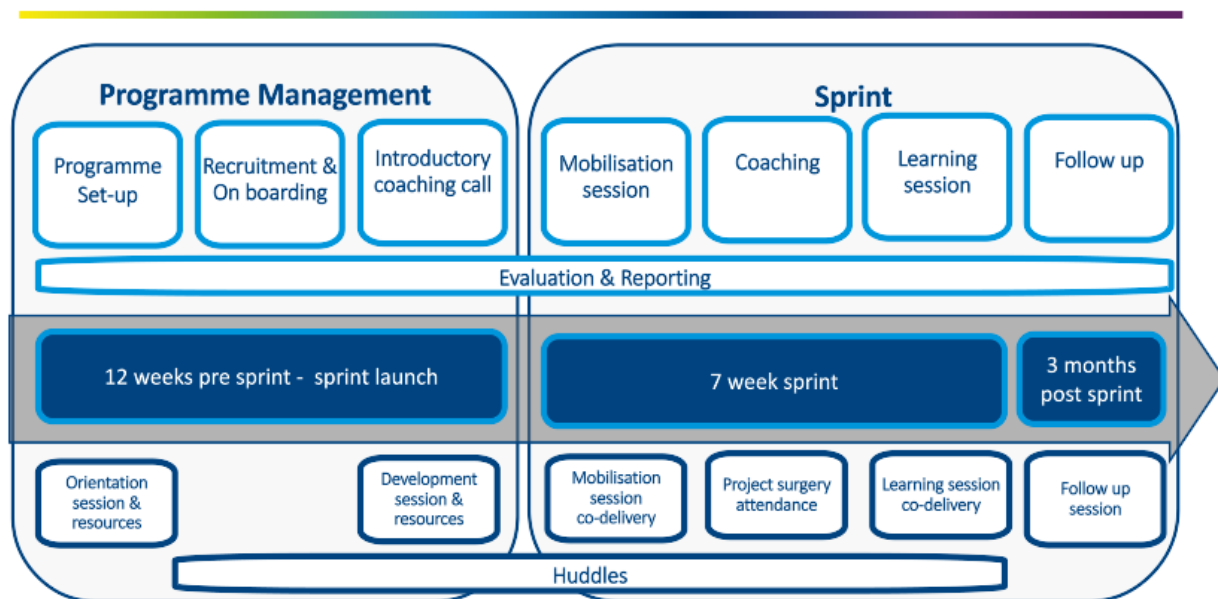 Programme Management
Sprint
Programme
Set-up
Recruitment &
On boarding
Introductory
coaching call
Mobilisation
session
Coaching
Learning
session
Follow up
Evaluation & Reporting
12 weeks pre sprint - sprint launch
7 week sprint
3 months
post sprint
Orientation
session &
resources
Development
session &
resources
Mobilisation
session
co-delivery
Project surgery
attendance
Learning session
co-delivery
Follow up
session
Huddles